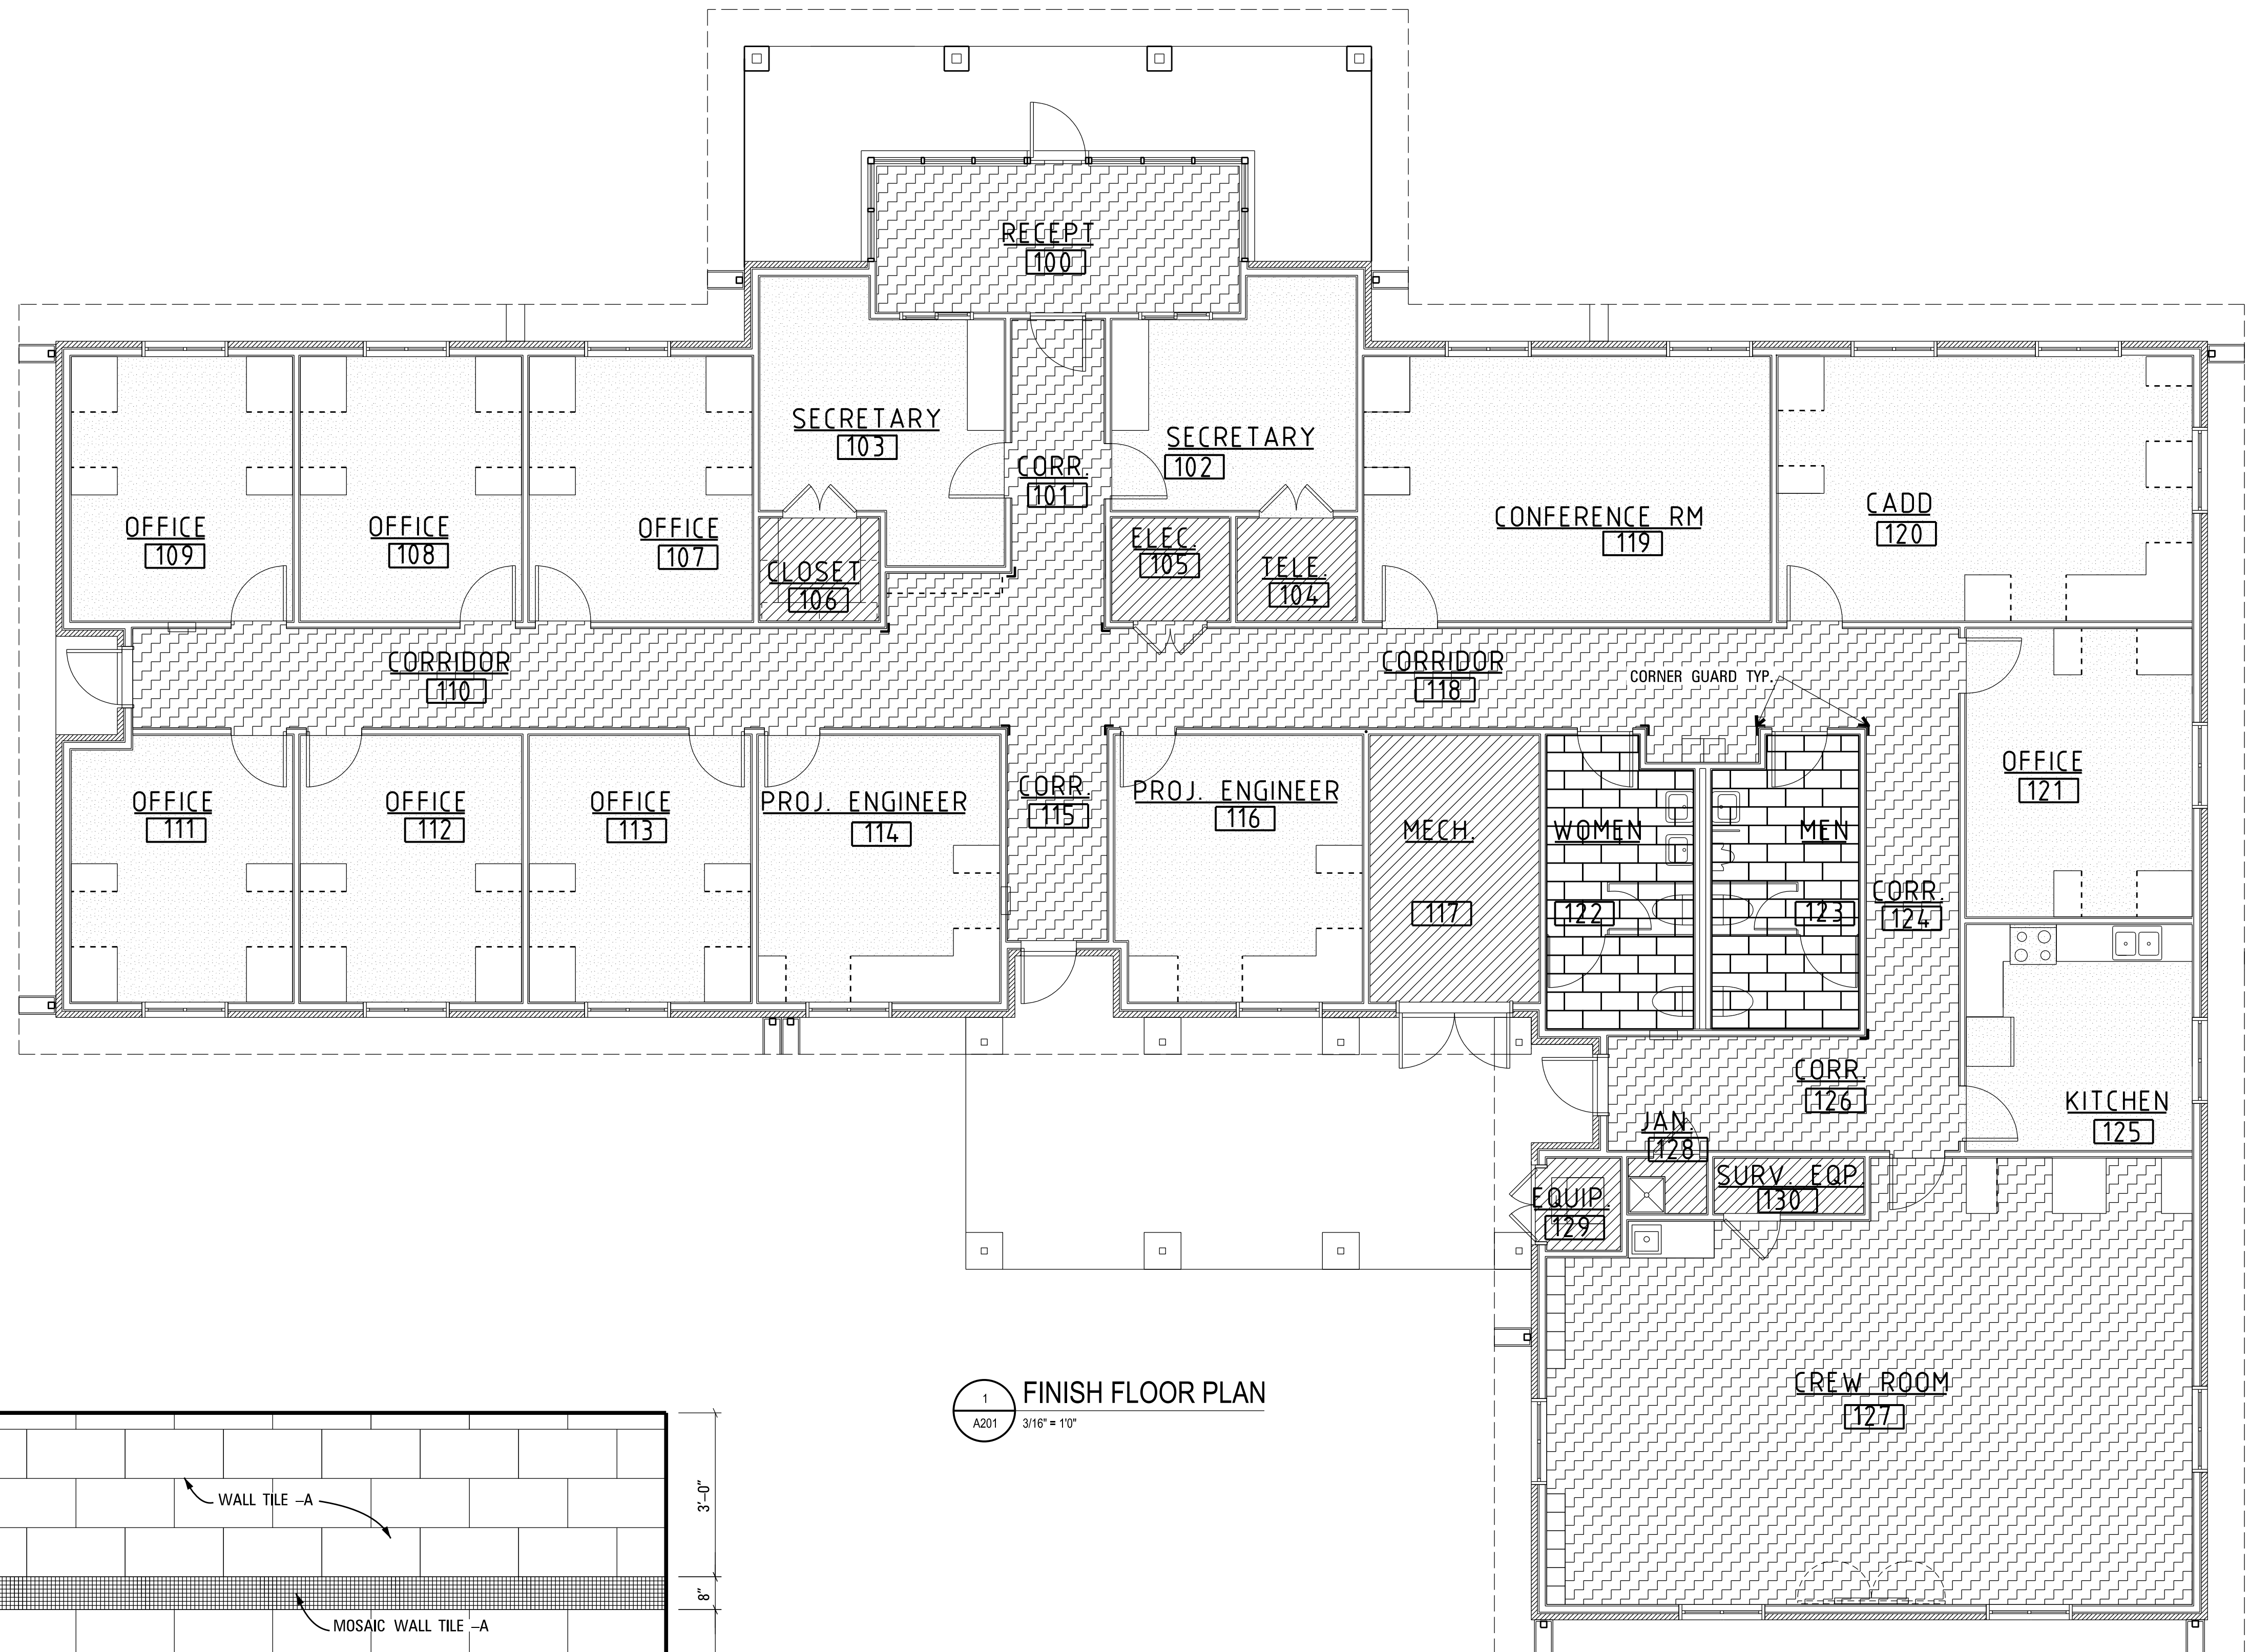 RECEPT
100
SECRETARY
103
SECRETARY
102
CORR.
101
OFFICE
109
OFFICE
108
OFFICE
107
CLOSET
106
ELEC.
105
TELE.
104
CONFERENCE RM
119
CADD
120
CORRIDOR
110
CORRIDOR
118
CORNER GUARD TYP.
OFFICE
111
OFFICE
112
OFFICE
113
PROJ. ENGINEER
114
CORR.
115
PROJ. ENGINEER
116
MECH.
117
WOMEN
122
MEN
123
CORR.
124
OFFICE
121
CORR.
126
KITCHEN
125
JAN.
128
SURV. EQP.
130
EQUIP.
129
CREW ROOM
127
1
A201
FINISH FLOOR PLAN
3/16" = 1'0"
WALL TILE –A
3'–0"
8"
MOSAIC WALL TILE –A